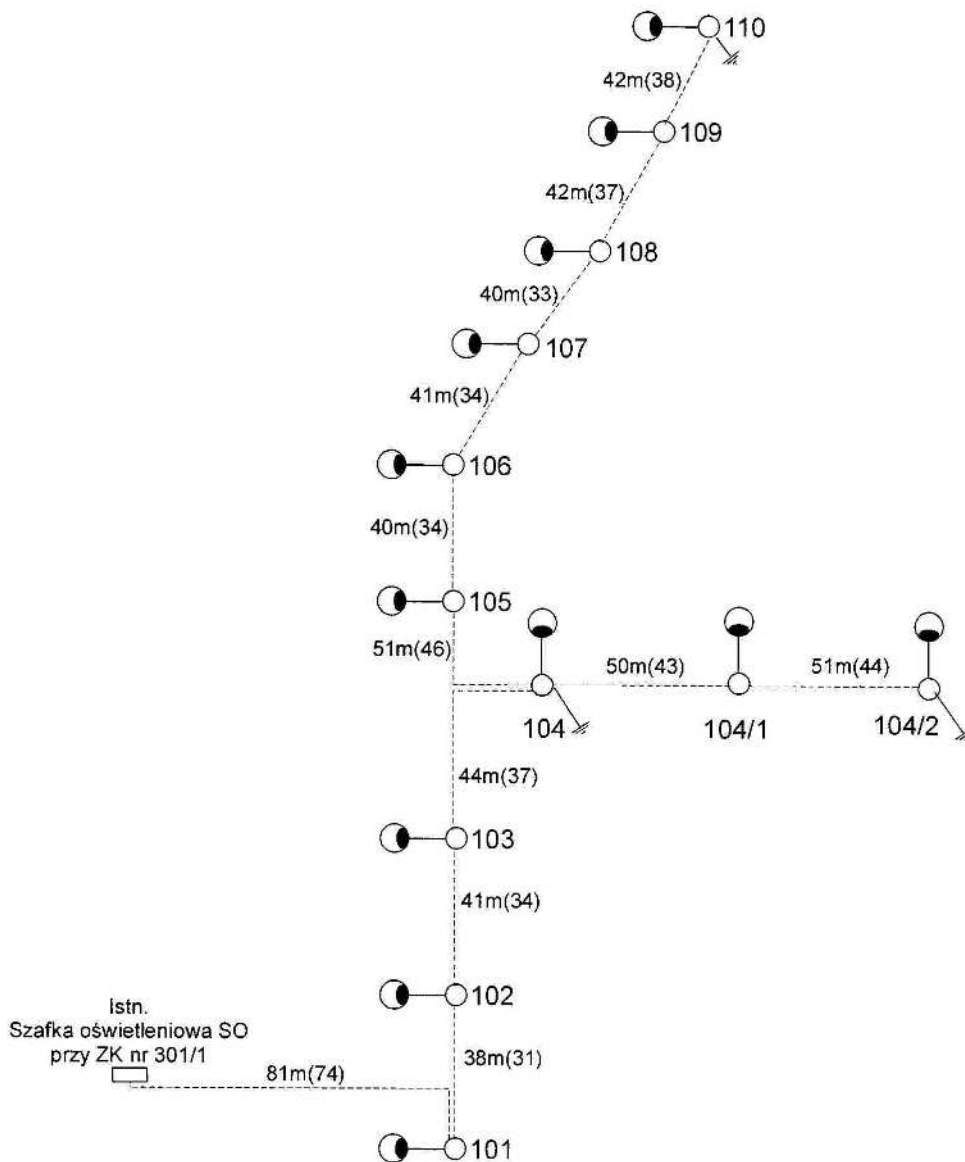 110
42m(38)
109
42m(37)
108
40m(33)
107
41m(34)
106
40m(34)
105
51m(46)
50m(43)
51m(44)
104
104/1
104/2
44m(37)
103
41m(34)
102
Istn.
Szafka oświetleniowa SO
przy ZK nr 301/1
38m(31)
81m(74)
101